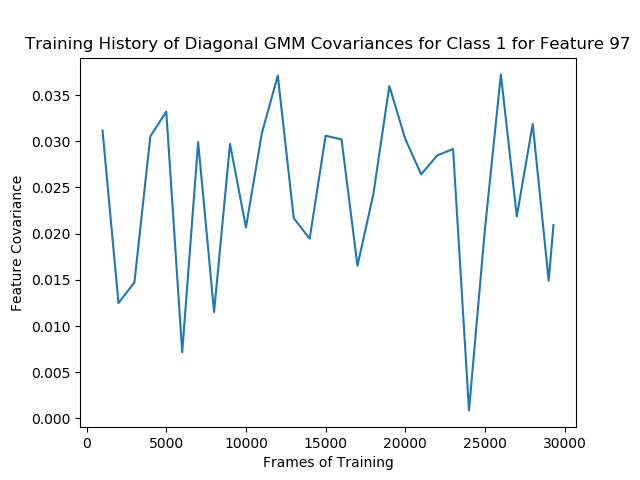 Training History of Diagonal GMM Covariances for Class 1 for Feature 97
0.035
0.030
0.025
0.020
0.015
0.010
0.005
0.000
Feature Covariance
0 5000 10000 15000 20000 25000 30000
Frames of Training